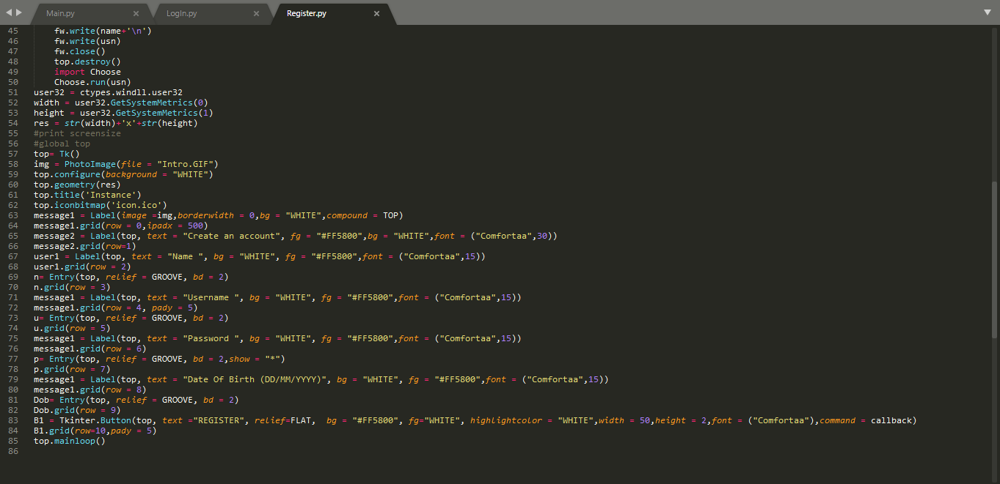 Main.py
LogIn.py
Register.py
45 fw.write(name+'\n')
46 fw.write(usn)
47 fw.close()
48 top.destroy()
49 import Choose
50 Choose.run(usn)
51 user32 = ctypes.windll.user32
52 width = user32.GetSystemMetrics(0)
53 height = user32.GetSystemMetrics(1)
54 res = str(width)+'x'+str(height)
55 #print screensize
56 #global top
57 top= Tk()
58 img = PhotoImage(file = "Intro.GIF")
59 top.configure(background = "WHITE")
60 top.geometry(res)
61 top.title('Instance')
62 top.iconbitmap('icon.ico')
63 message1 = Label(image =img,borderwidth = 0,bg = "WHITE",compound = TOP)
64 message1.grid(row = 0,ipadx = 500)
65 message2 = Label(top, text = "Create an account", fg = "#FF5800",bg = "WHITE",font = ("Comfortaa",30))
66 message2.grid(row=1)
67 user1 = Label(top, text = "Name ", bg = "WHITE", fg = "#FF5800",font = ("Comfortaa",15))
68 user1.grid(row = 2)
69 n= Entry(top, relief = GROOVE, bd = 2)
70 n.grid(row = 3)
71 message1 = Label(top, text = "Username ", bg = "WHITE", fg = "#FF5800",font = ("Comfortaa",15))
72 message1.grid(row = 4, pady = 5)
73 u= Entry(top, relief = GROOVE, bd = 2)
74 u.grid(row = 5)
75 message1 = Label(top, text = "Password ", bg = "WHITE", fg = "#FF5800",font = ("Comfortaa",15))
76 message1.grid(row = 6)
77 p= Entry(top, relief = GROOVE, bd = 2,show = "*")
78 p.grid(row = 7)
79 message1 = Label(top, text = "Date Of Birth (DD/MM/YYYY)", bg = "WHITE", fg = "#FF5800",font = ("Comfortaa",15))
80 message1.grid(row = 8)
81 Dob= Entry(top, relief = GROOVE, bd = 2)
82 Dob.grid(row = 9)
83 B1 = Tkinter.Button(top, text ="REGISTER", relief=FLAT,  bg = "#FF5800", fg="WHITE", highlightcolor = "WHITE",width = 50,height = 2,font = ("Comfortaa"),command = callback)
84 B1.grid(row=10,pady = 5)
85 top.mainloop()
86